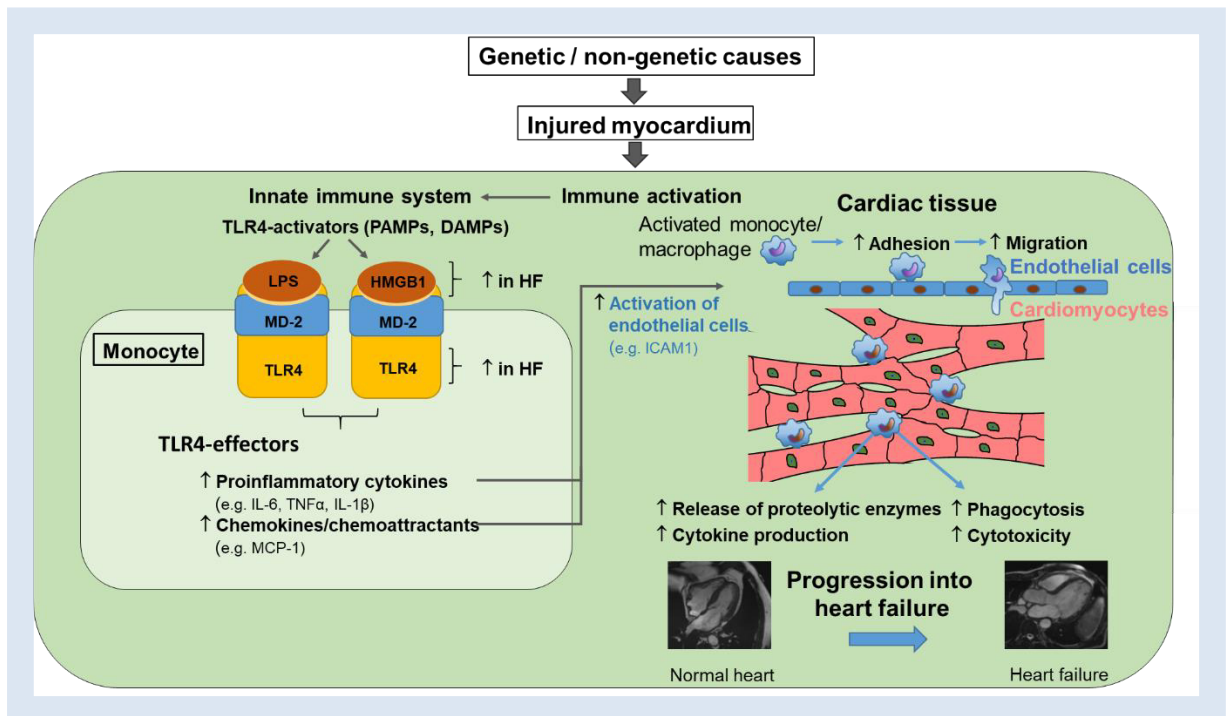 Genetic / non-genetic causes
Injured myocardium
Innate immune system
Immune activation
TLR4-activators (PAMPs, DAMPs)
LPS
HMGB1
↑ in HF
MD-2
MD-2
Monocyte
TLR4
TLR4
↑ in HF
TLR4-effectors
↑ Proinflammatory cytokines
(e.g. IL-6, TNFα, IL-1β)
↑ Chemokines/chemoattractants
(e.g. MCP-1)
↑ Activation of
endothelial cells
(e.g. ICAM1)
Cardiac tissue
Activated monocyte/
macrophage
↑ Adhesion
↑ Migration
Endothelial cells
Cardiomyocytes
↑ Release of proteolytic enzymes
↑ Cytokine production
↑ Phagocytosis
↑ Cytotoxicity
Progression into
heart failure
Normal heart
Heart failure